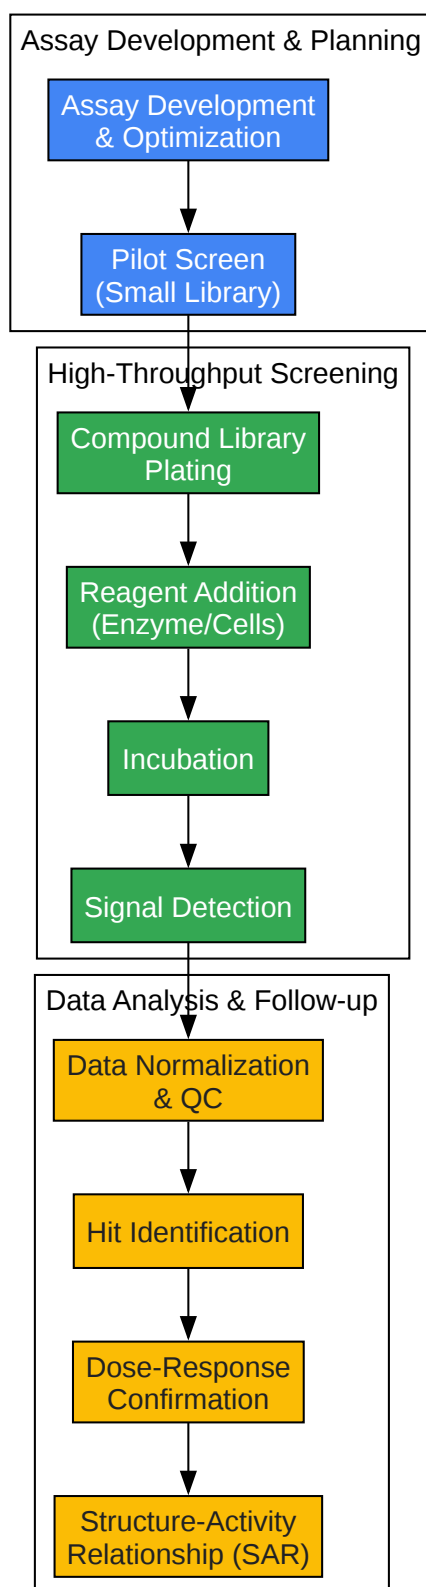 Assay Development & Planning
Assay Development
& Optimization
Pilot Screen
(Small Library)
High-Throughput Screening
Compound Library
Plating
Reagent Addition
(Enzyme/Cells)
Incubation
Signal Detection
Data Analysis & Follow-up
Data Normalization
& QC
Hit Identification
Dose-Response
Confirmation
Structure-Activity
Relationship (SAR)